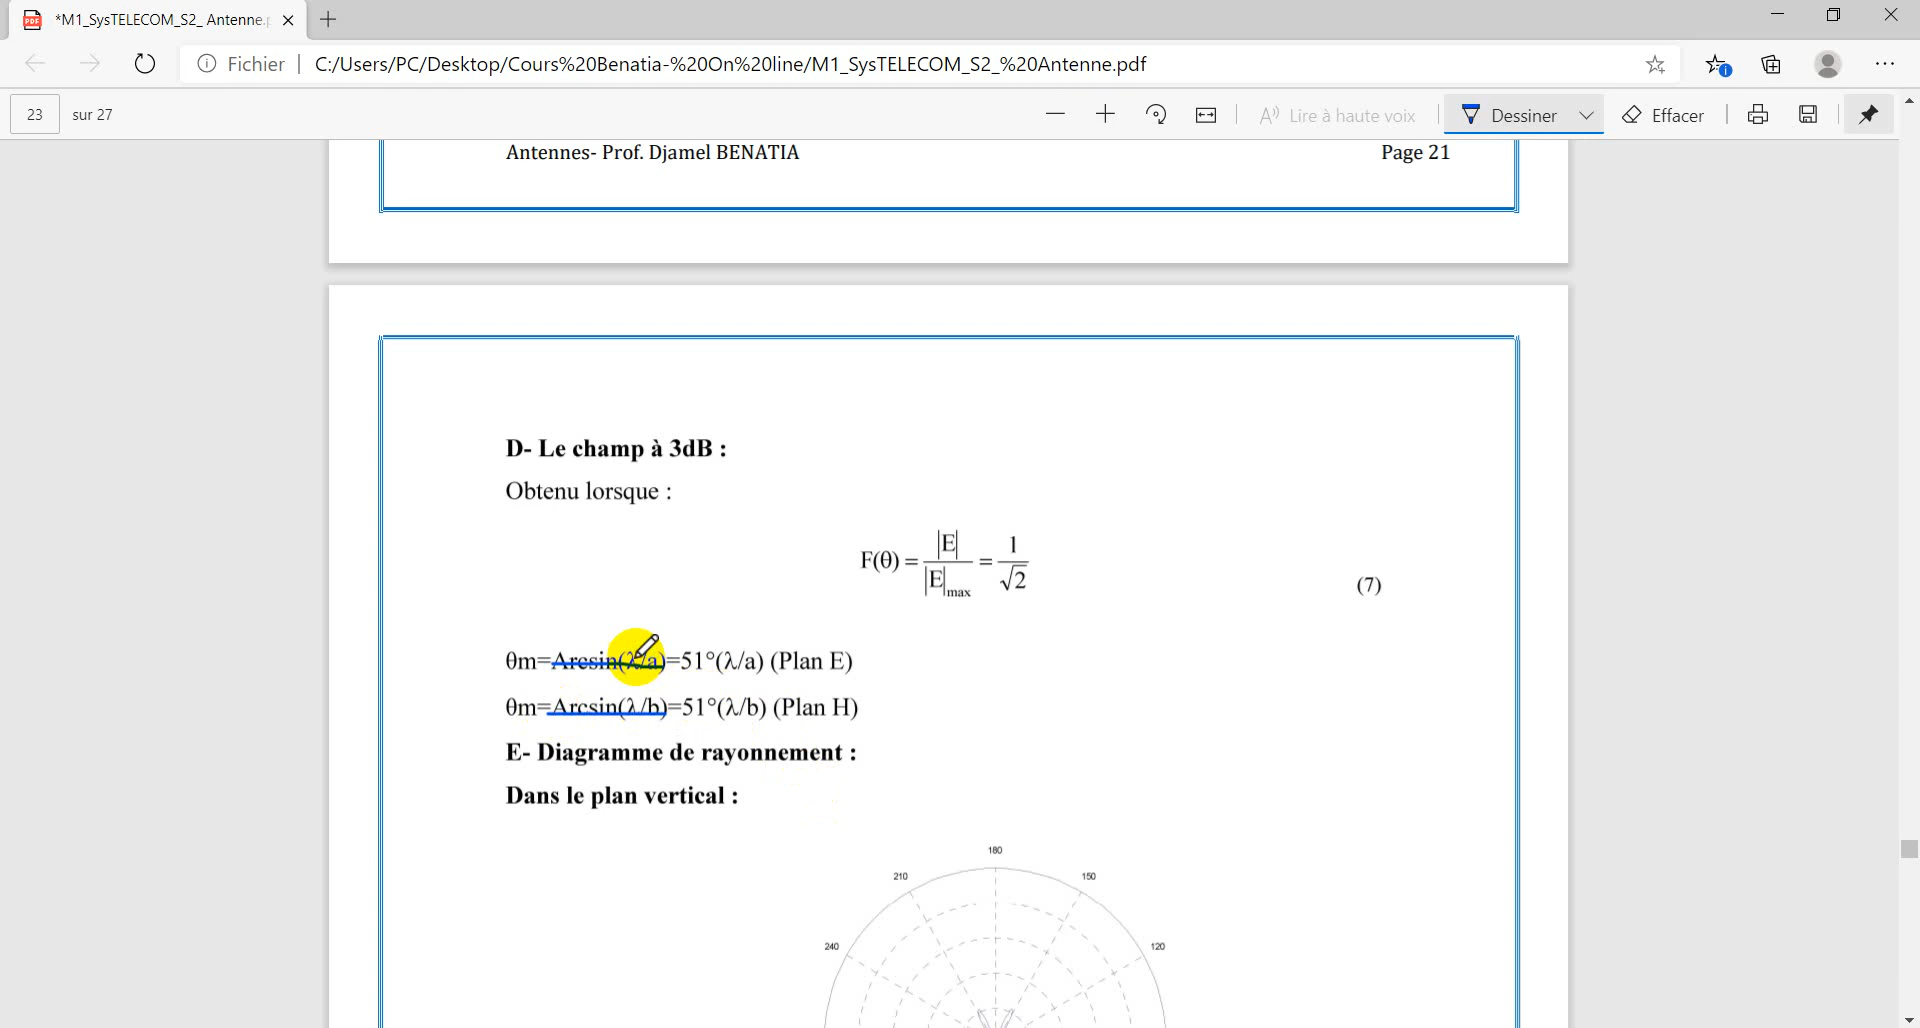 *M1_SysTELECOM_S2_ Antenne.p
Fichier | C:/Users/PC/Desktop/Cours%20Benatia-%20On%20line/M1_SysTELECOM_S2_%20Antenne.pdf
23 sur 27
Lire à haute voix
Dessiner
Effacer
Antennes- Prof. Djamel BENATIA Page 21
D- Le champ à 3dB :
Obtenu lorsque :
F(θ) = |E| / |E|max = 1 / √2 (7)
θm=Arcsin(λ/a)=51°(λ/a) (Plan E)
θm=Arcsin(λ/b)=51°(λ/b) (Plan H)
E- Diagramme de rayonnement :
Dans le plan vertical :
180
210 150
240 120